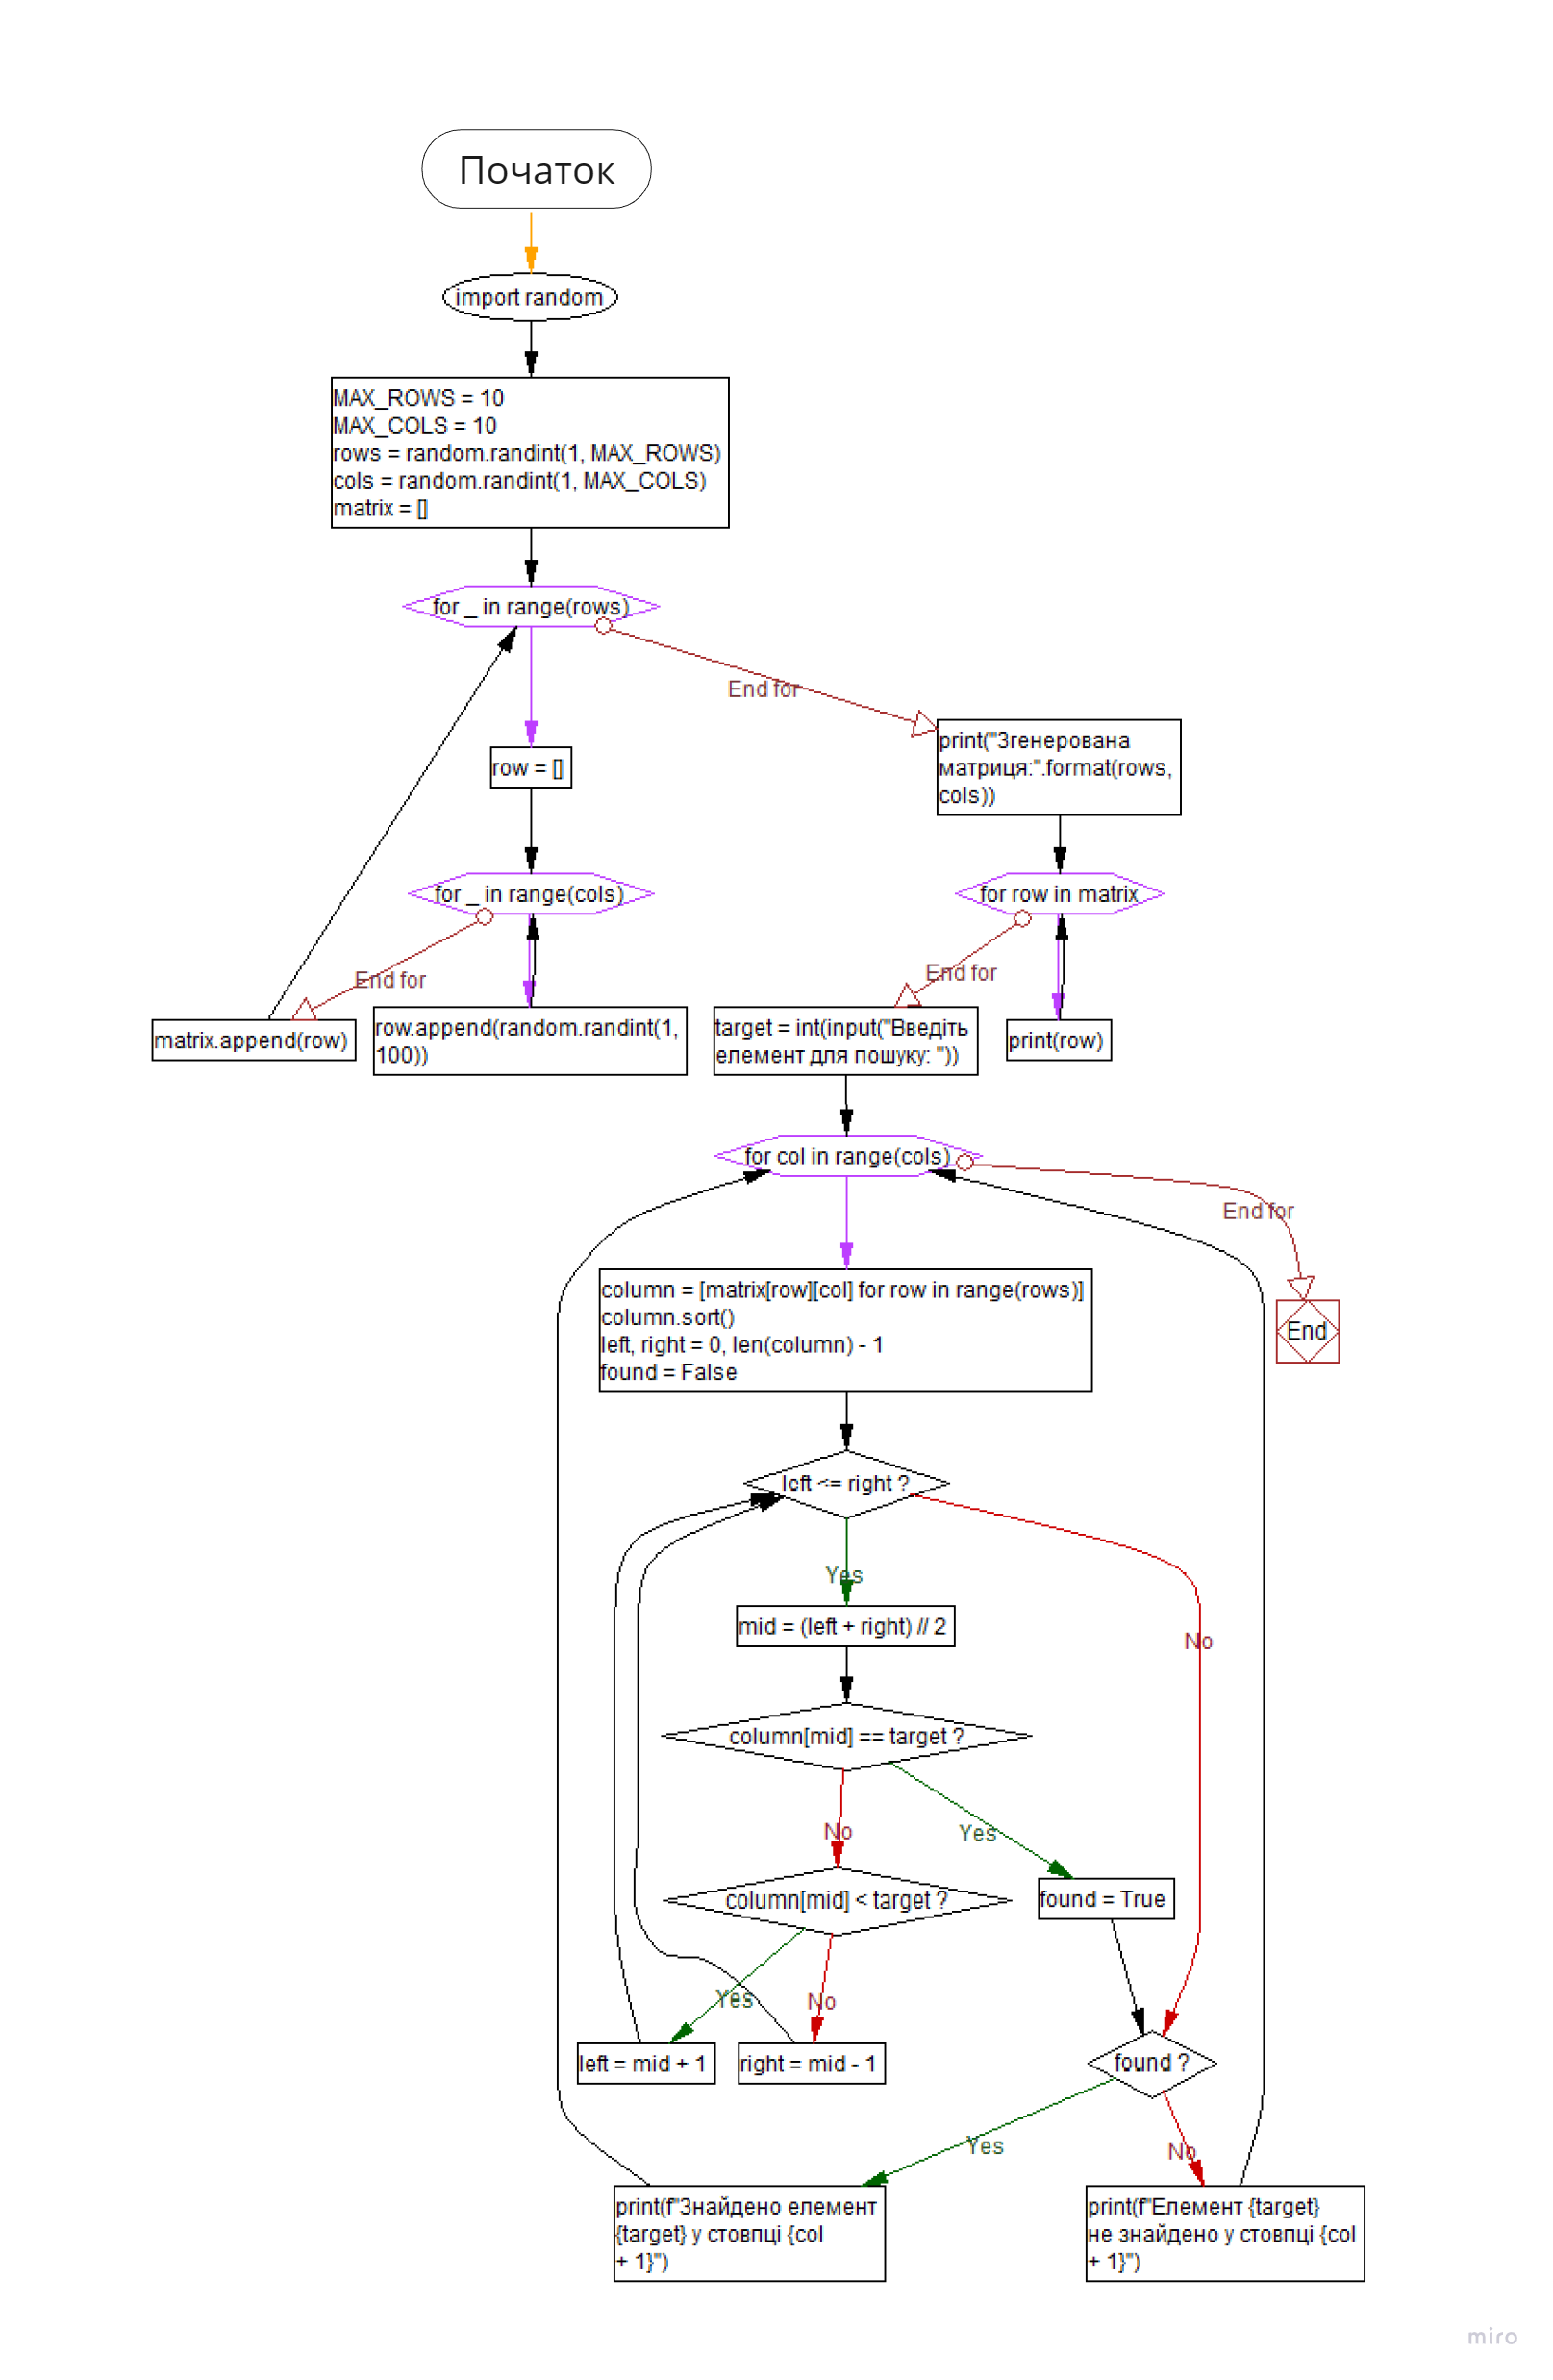 Початок
import random
MAX_ROWS = 10
MAX_COLS = 10
rows = random.randint(1, MAX_ROWS)
cols = random.randint(1, MAX_COLS)
matrix = []
for _ in range(rows)
End for
print("Згенерована
матриця:".format(rows,
cols))
row = []
for _ in range(cols)
for row in matrix
End for
End for
matrix.append(row)
row.append(random.randint(1,
100))
target = int(input("Введіть
елемент для пошуку: "))
print(row)
for col in range(cols)
End for
column = [matrix[row][col] for row in range(rows)]
column.sort()
left, right = 0, len(column) - 1
found = False
End
left <= right ?
Yes
mid = (left + right) // 2
No
column[mid] == target ?
No
Yes
column[mid] < target ?
found = True
Yes
No
left = mid + 1
right = mid - 1
found ?
Yes
No
print(f"Знайдено елемент
{target} у стовпці {col
+ 1}")
print(f"Елемент {target}
не знайдено у стовпці {col
+ 1}")
miro